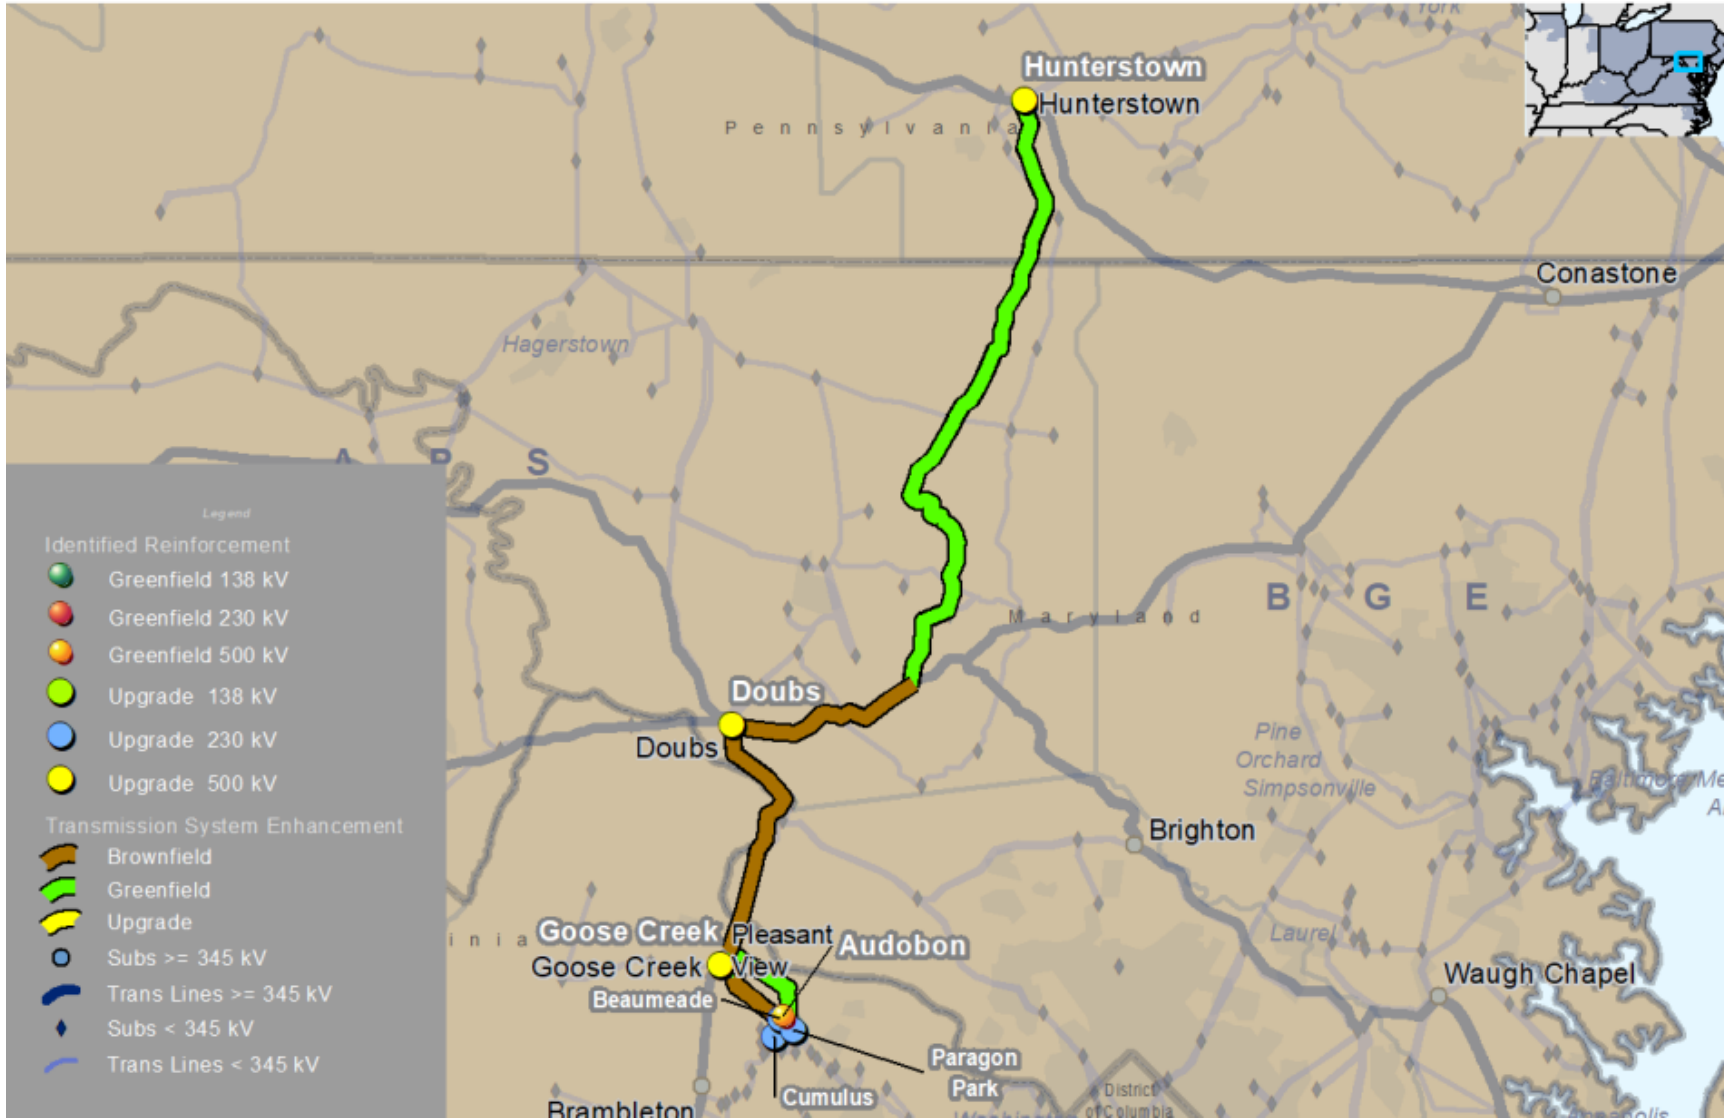 York
Hunterstown
Hunterstown
Pennsylvania
Conastone
Hagerstown
A P S
B G E
Maryland
Doubs
Doubs
Pine
Orchard
Simpsonville
Brighton
Laurel
Waugh Chapel
inia
Goose Creek
Pleasant
View
Audobon
Goose Creek
Beaumeade
Paragon
Park
Cumulus
Brambleton
District
of Columbia
Legend
Identified Reinforcement
Greenfield 138 kV
Greenfield 230 kV
Greenfield 500 kV
Upgrade 138 kV
Upgrade 230 kV
Upgrade 500 kV
Transmission System Enhancement
Brownfield
Greenfield
Upgrade
Subs >= 345 kV
Trans Lines >= 345 kV
Subs < 345 kV
Trans Lines < 345 kV